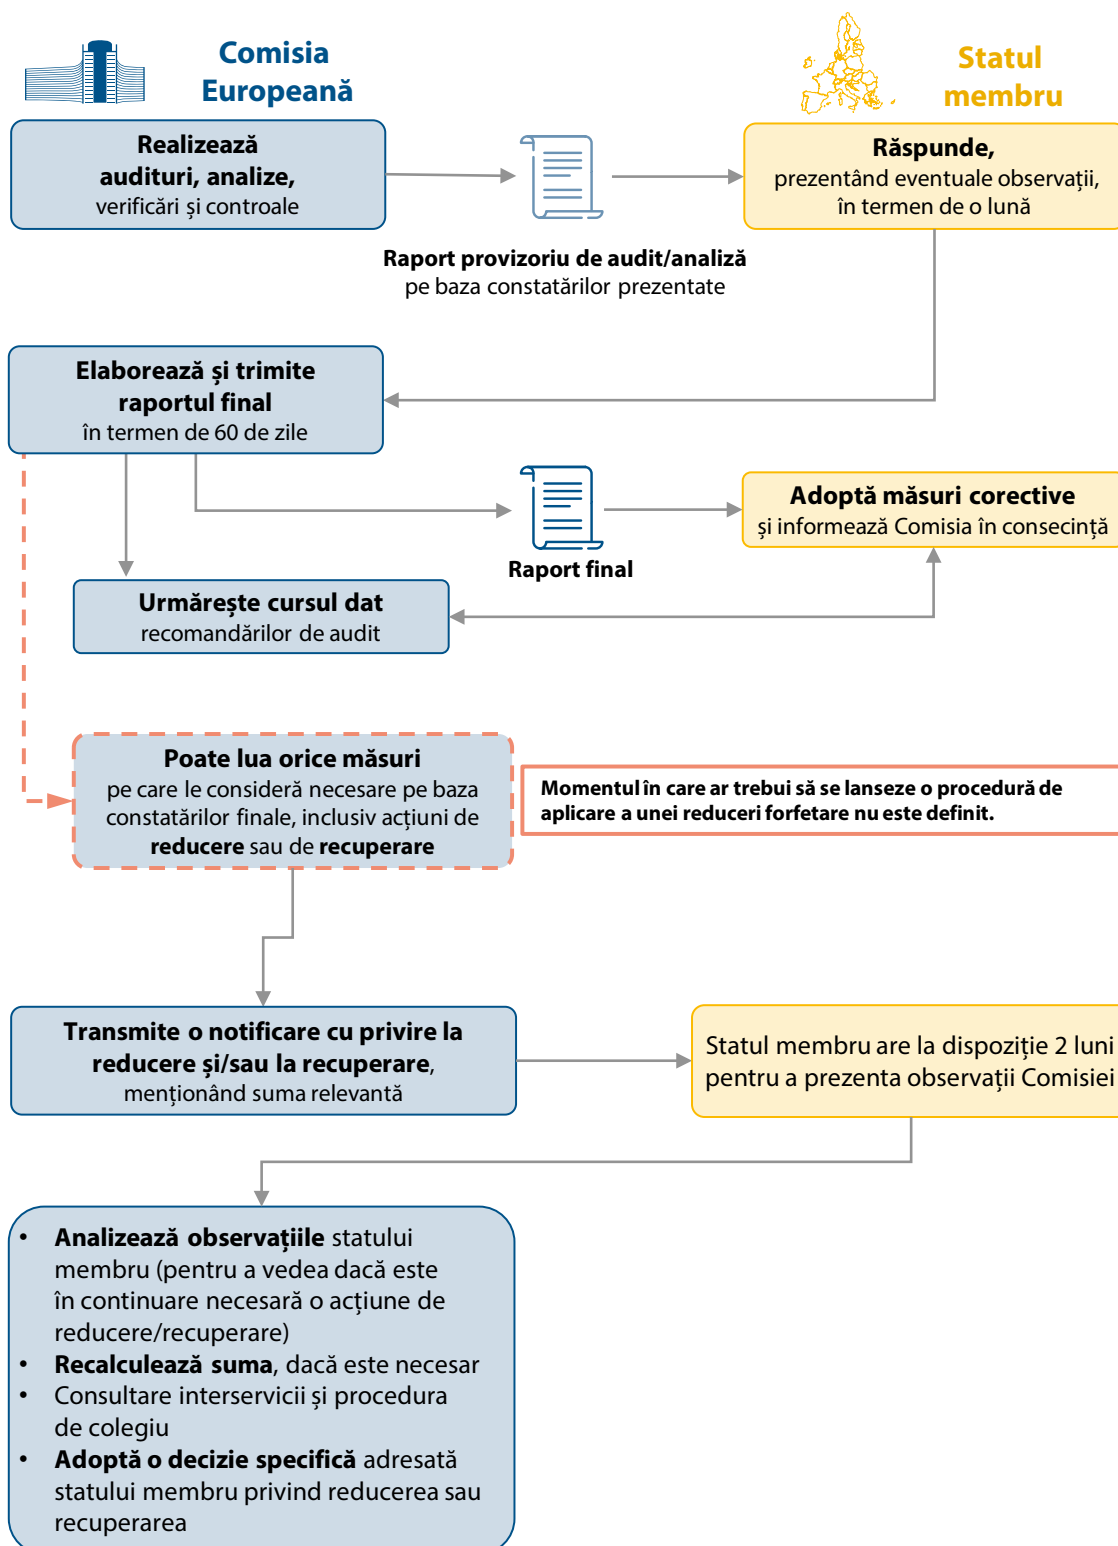 Comisia
Europeană
Statul
membru
Realizează
audituri, analize,
verificări și controale
Răspunde,
prezentând eventuale observații,
în termen de o lună
Raport provizoriu de audit/analiză
pe baza constatărilor prezentate
Elaborează și trimite
raportul final
în termen de 60 de zile
Adoptă măsuri corective
și informează Comisia în consecință
Raport final
Urmărește cursul dat
recomandărilor de audit
Poate lua orice măsuri
pe care le consideră necesare pe baza
constatărilor finale, inclusiv acțiuni de
reducere sau de recuperare
Momentul în care ar trebui să se lanseze o procedură de
aplicare a unei reduceri forfetare nu este definit.
Transmite o notificare cu privire la
reducere și/sau la recuperare,
menționând suma relevantă
Statul membru are la dispoziție 2 luni
pentru a prezenta observații Comisiei
• Analizează observațiile statului
membru (pentru a vedea dacă este
în continuare necesară o acțiune de
reducere/recuperare)
• Recalculează suma, dacă este necesar
• Consultare interservicii și procedura
de colegiu
• Adoptă o decizie specifică adresată
statului membru privind reducerea sau
recuperarea